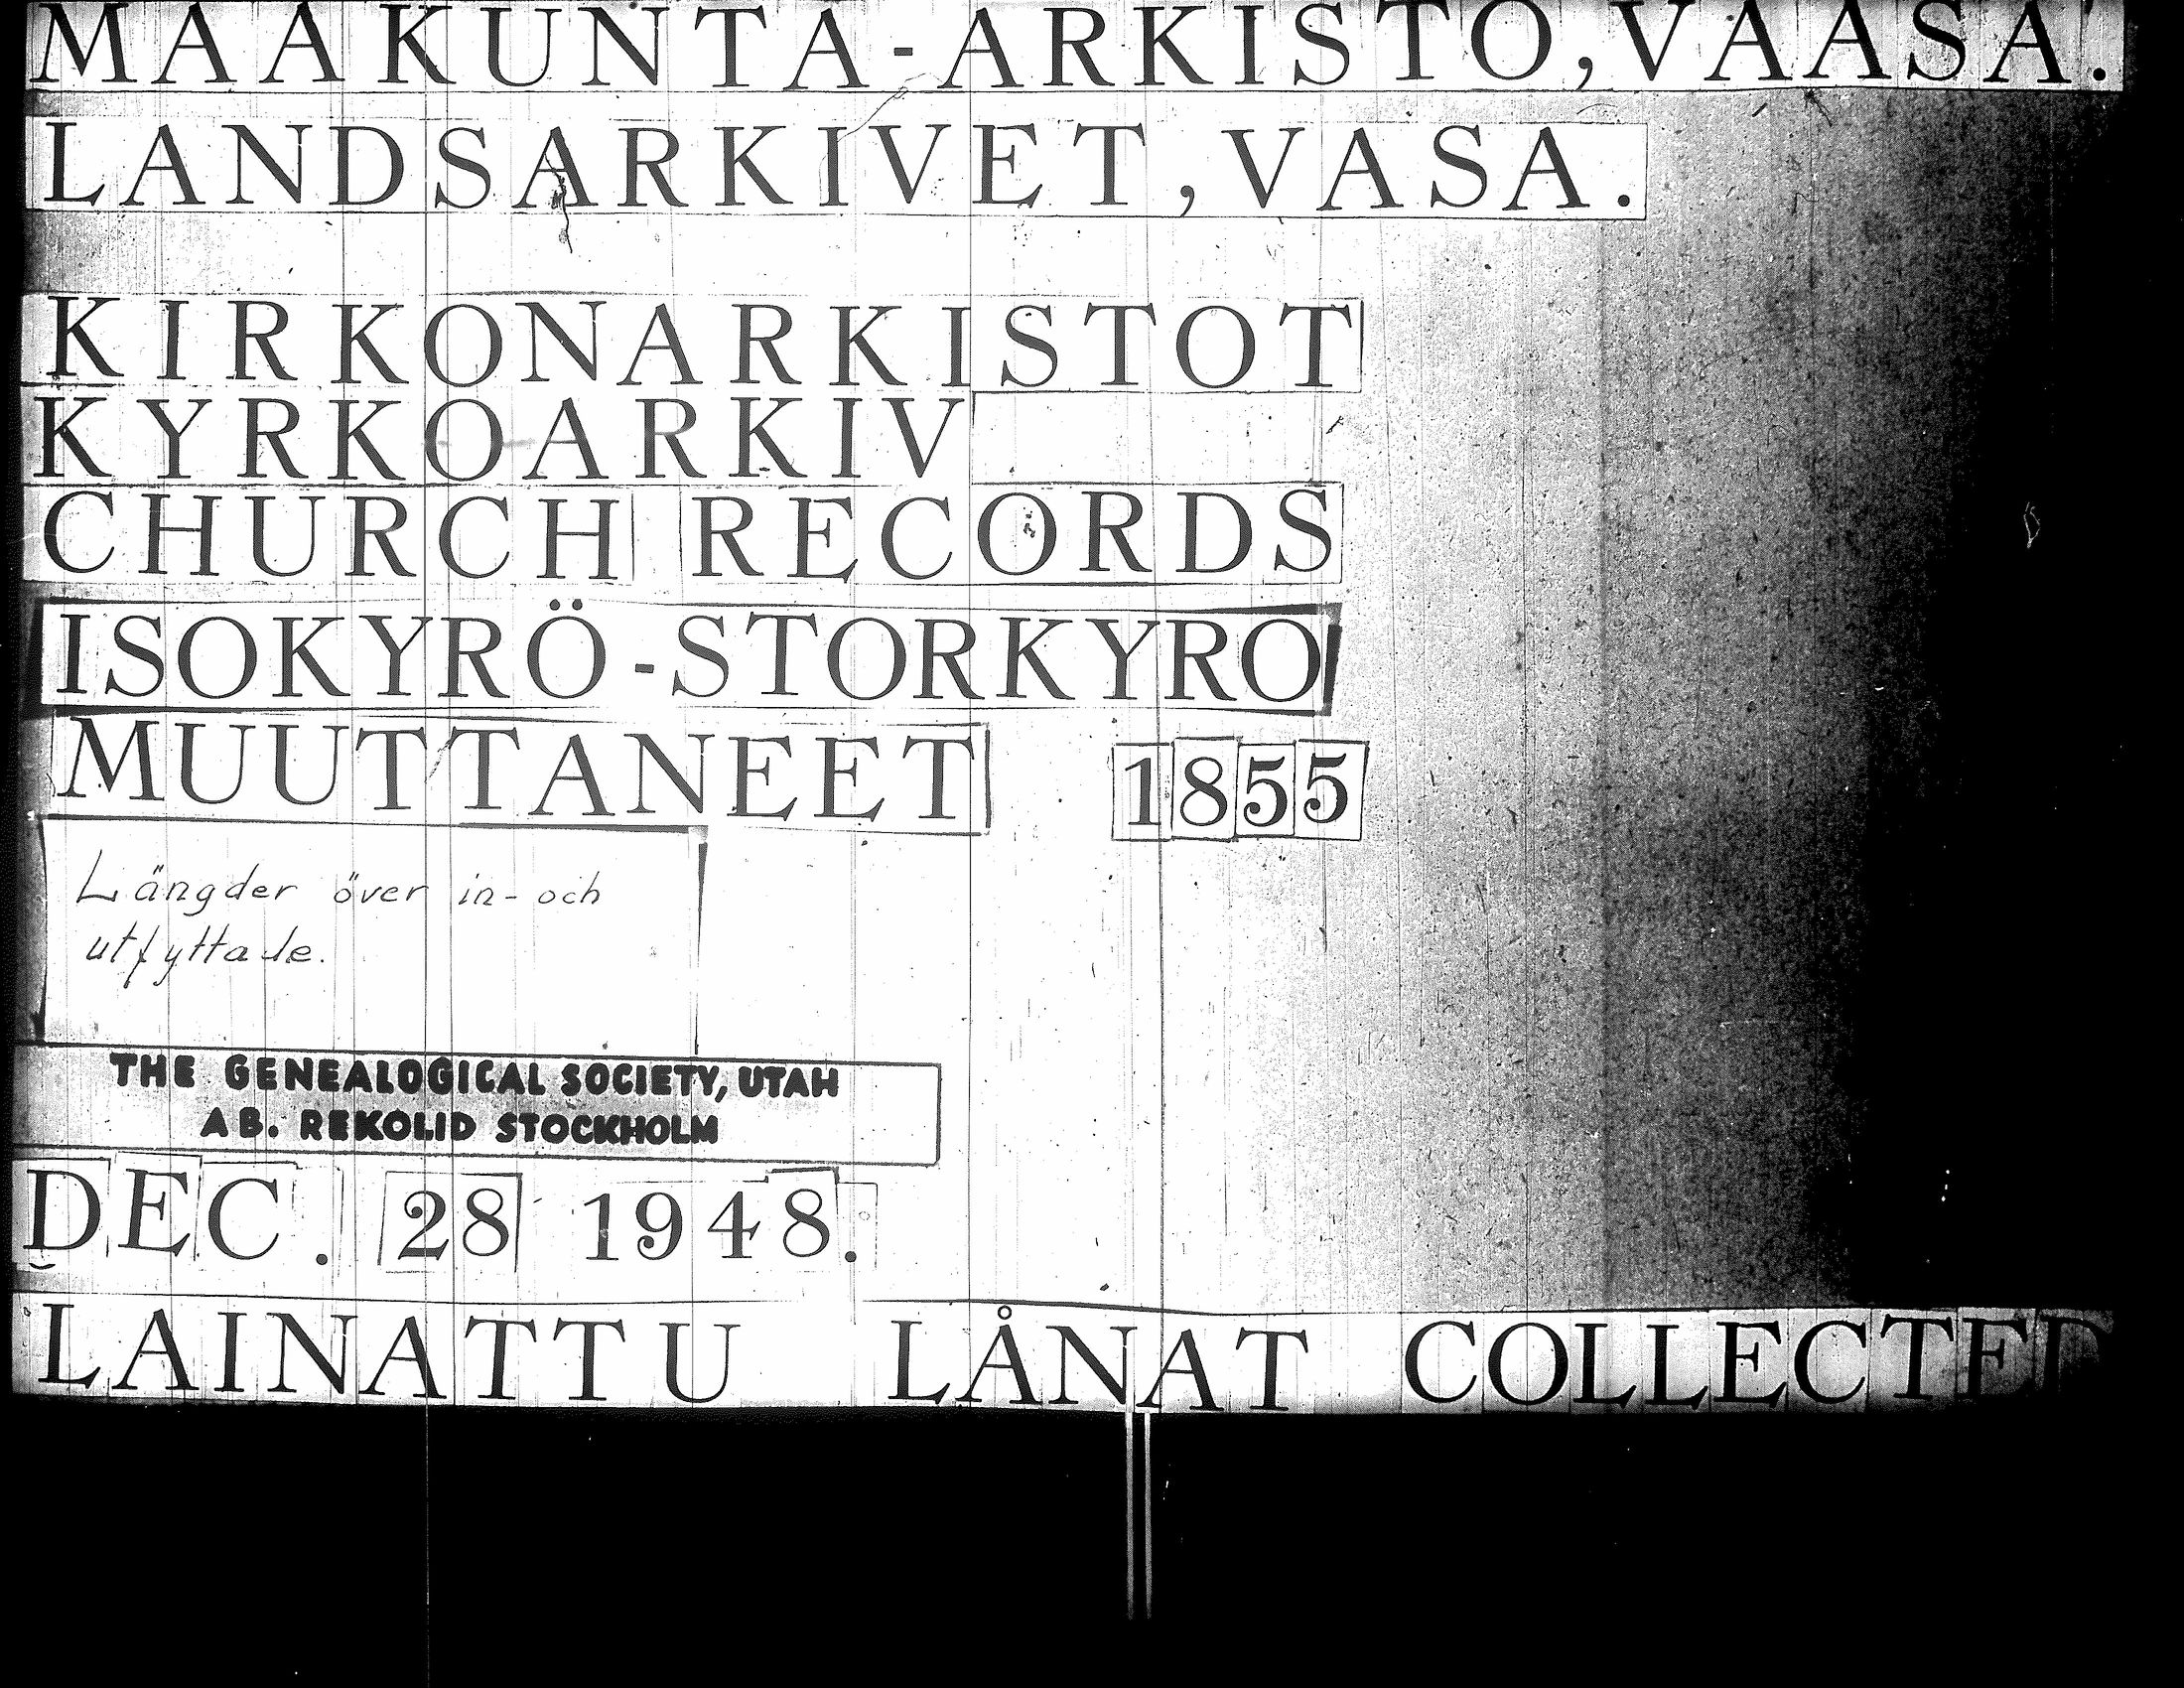 MAAKUNTA-ARKISTO, VAASA.
LANDSARKIVET, VASA.
KIRKONARKISTOT
KYRKOARKIV
CHURCH RECORDS
ISOKYRÖ-STORKYRO
MUUTTANEET 1855
Längder över in- och
utflyttade.
THE GENEALOGICAL SOCIETY, UTAH
AB. REKOLID STOCKHOLM
DEC. 28 1948.
LAINATTU LÅNAT COLLECTED